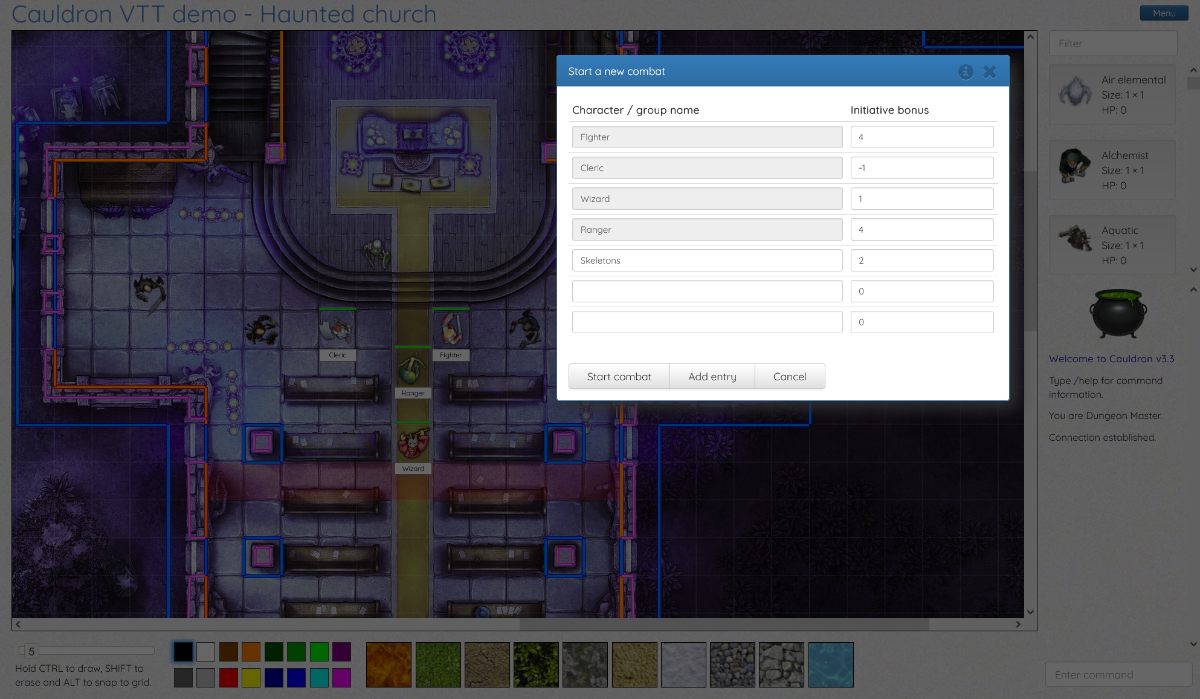 Cauldron VTT demo - Haunted church
Menu
Start a new combat
Character / group name
Initiative bonus
Fighter
4
Cleric
-1
Wizard
1
Ranger
4
Skeletons
2
0
0
Start combat
Add entry
Cancel
Cleric
Fighter
Ranger
Wizard
Filter
Air elemental
Size: 1 × 1
HP: 0
Alchemist
Size: 1 × 1
HP: 0
Aquatic
Size: 1 × 1
HP: 0
Welcome to Cauldron v3.3
Type /help for command
information.
You are Dungeon Master.
Connection established.
5
Hold CTRL to draw, SHIFT to
erase and ALT to snap to grid.
Enter command